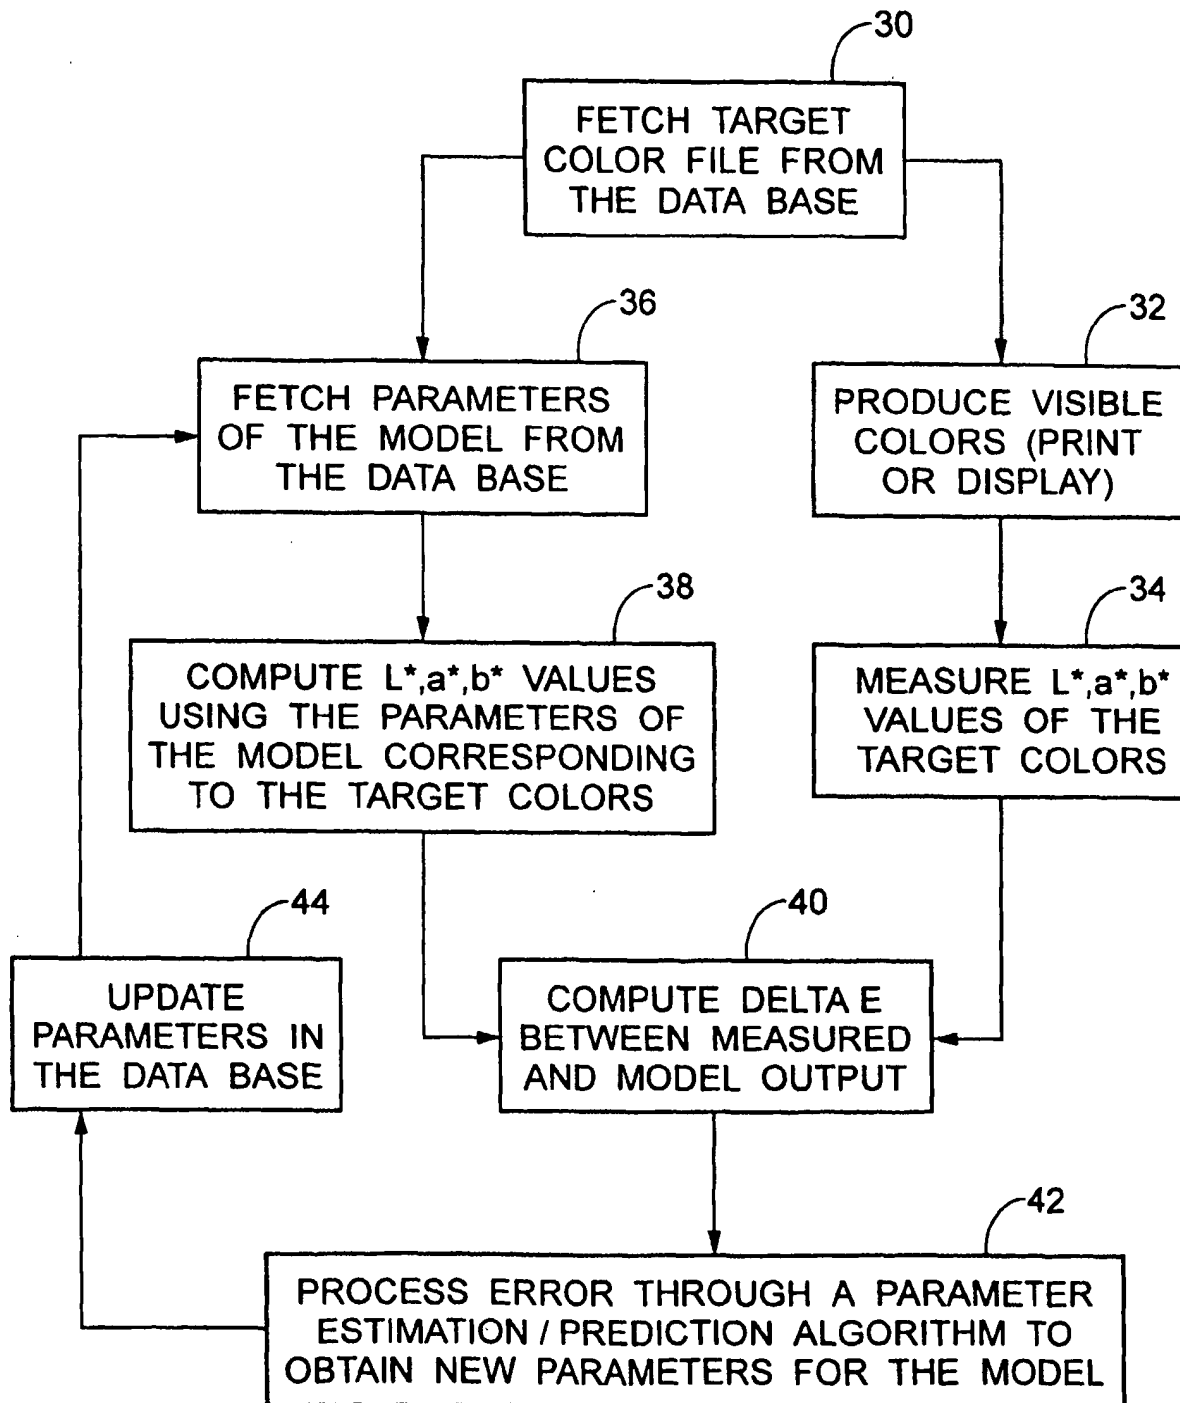 30
FETCH TARGET
COLOR FILE FROM
THE DATA BASE
36
FETCH PARAMETERS
OF THE MODEL FROM
THE DATA BASE
32
PRODUCE VISIBLE
COLORS (PRINT
OR DISPLAY)
38
COMPUTE L*,a*,b* VALUES
USING THE PARAMETERS OF
THE MODEL CORRESPONDING
TO THE TARGET COLORS
34
MEASURE L*,a*,b*
VALUES OF THE
TARGET COLORS
44
UPDATE
PARAMETERS IN
THE DATA BASE
40
COMPUTE DELTA E
BETWEEN MEASURED
AND MODEL OUTPUT
42
PROCESS ERROR THROUGH A PARAMETER
ESTIMATION / PREDICTION ALGORITHM TO
OBTAIN NEW PARAMETERS FOR THE MODEL